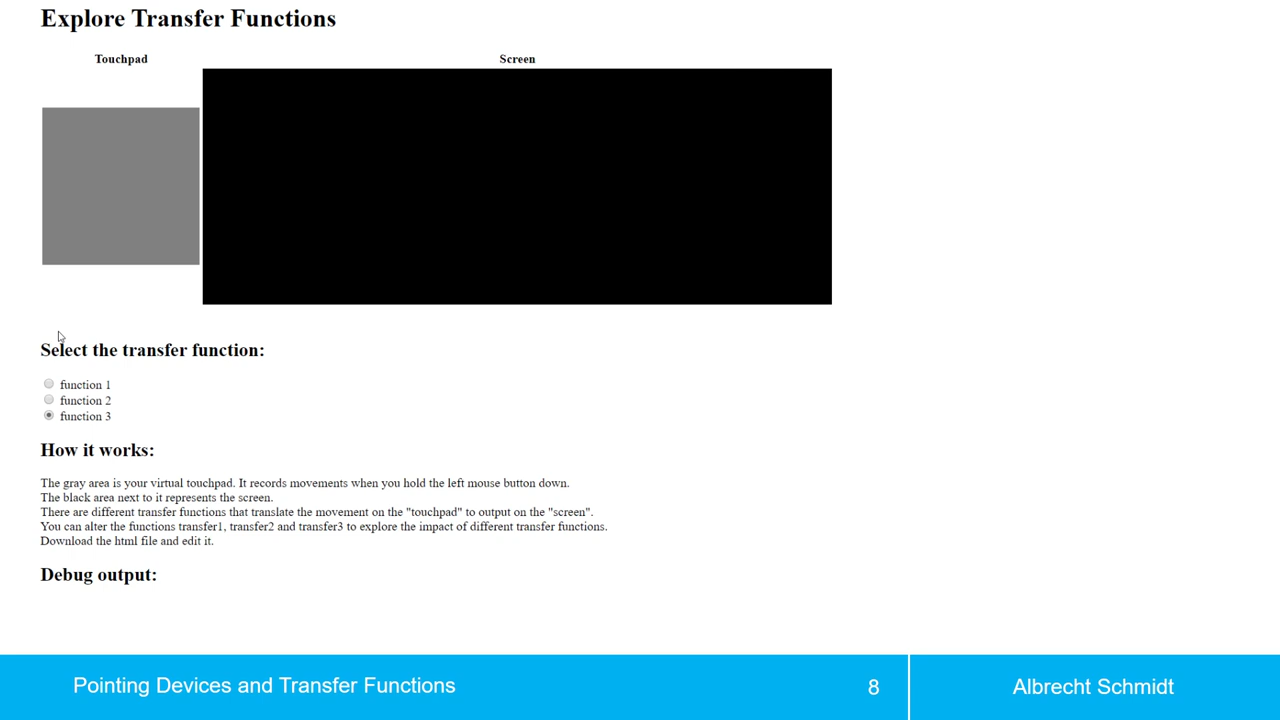 Explore Transfer Functions
Touchpad
Screen
Select the transfer function:
function 1
function 2
function 3
How it works:
The gray area is your virtual touchpad. It records movements when you hold the left mouse button down.
The black area next to it represents the screen.
There are different transfer functions that translate the movement on the "touchpad" to output on the "screen".
You can alter the functions transfer1, transfer2 and transfer3 to explore the impact of different transfer functions.
Download the html file and edit it.
Debug output:
Pointing Devices and Transfer Functions
8
Albrecht Schmidt